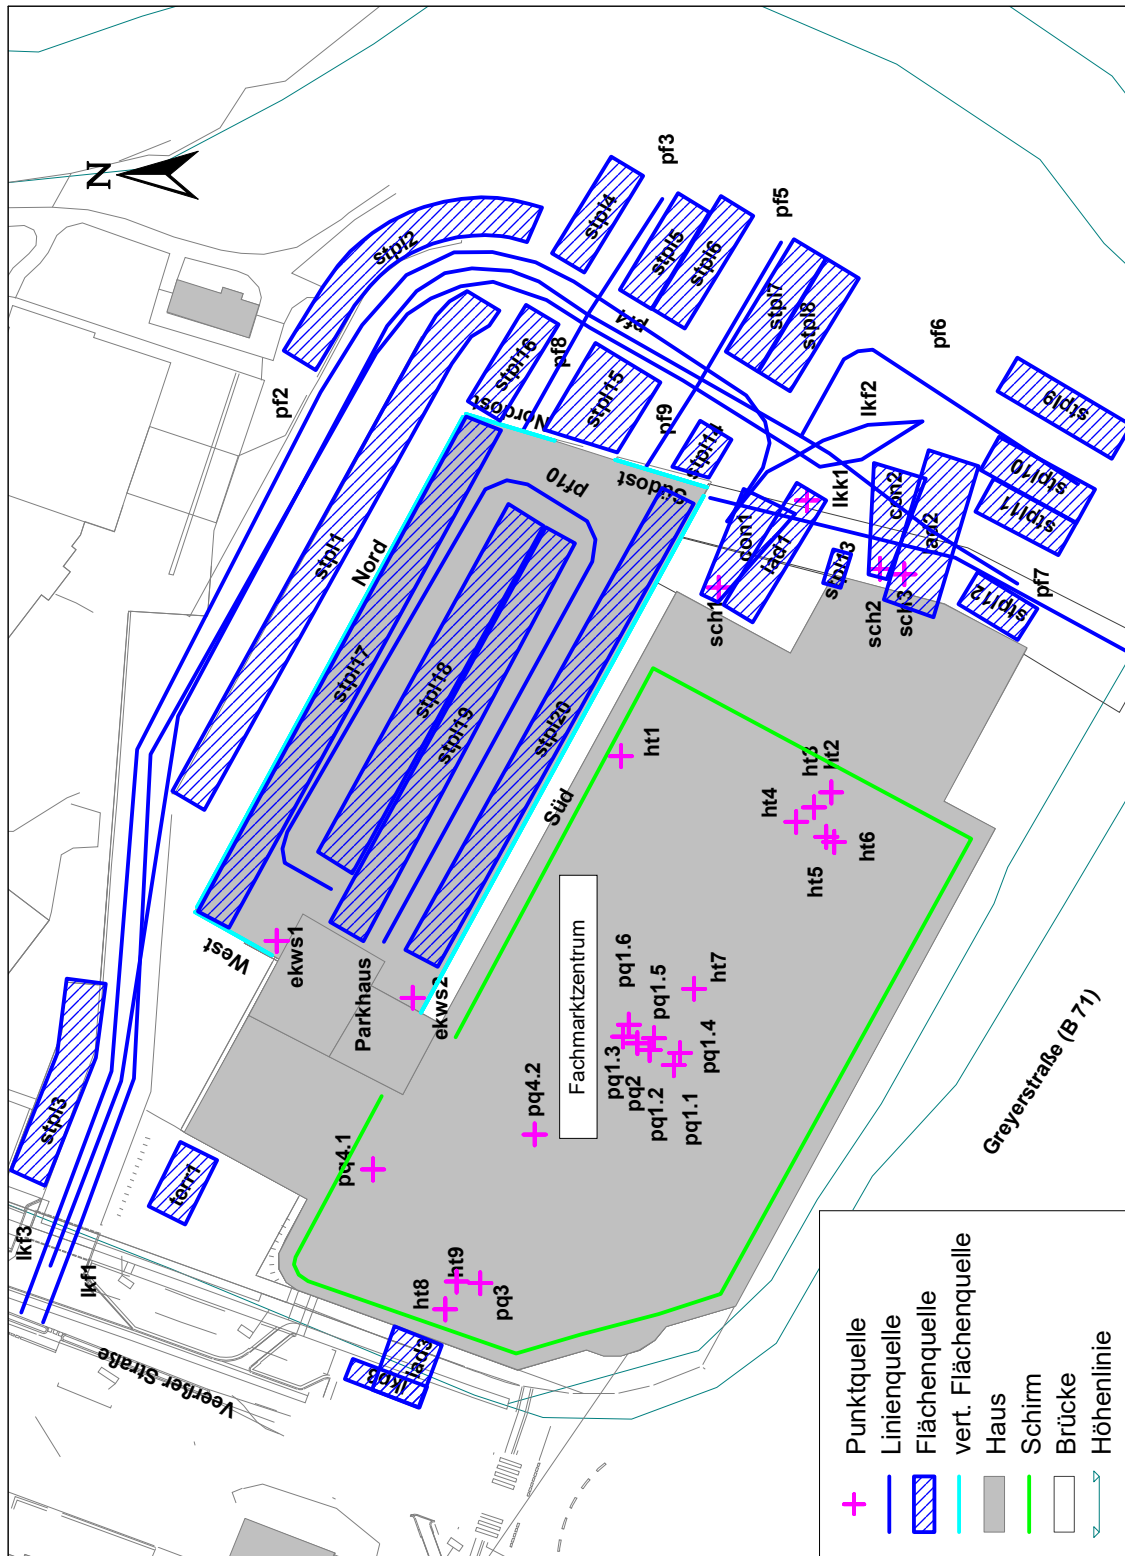 N
stpl2
stpl4
pf3
stpl5
stpl6
pf5
stpl7
stpl8
pf4
pf6
pf2
stpl16
pf8
stpl15
pf9
stpl14
lkf2
stpl9
stpl10
stpl11
stpl12
pf7
Nordost
Südost
pf10
con1
lad1
lkk1
con2
lad2
stpl13
sch1
sch2
sch3
stpl1
Nord
stpl17
stpl18
stpl19
stpl20
Süd
West
ekws1
Parkhaus
ekws2
ht1
ht2
ht3
ht4
ht5
ht6
ht7
Fachmarktzentrum
pq1.6
pq1.5
pq1.4
pq1.3
pq2
pq1.2
pq1.1
pq4.2
pq4.1
stpl3
terr1
lkf3
lkf1
ht8
ht9
pq3
lad3
Veerßer Straße
Greyerstraße (B 71)
Punktquelle
Linienquelle
Flächenquelle
vert. Flächenquelle
Haus
Schirm
Brücke
Höhenlinie